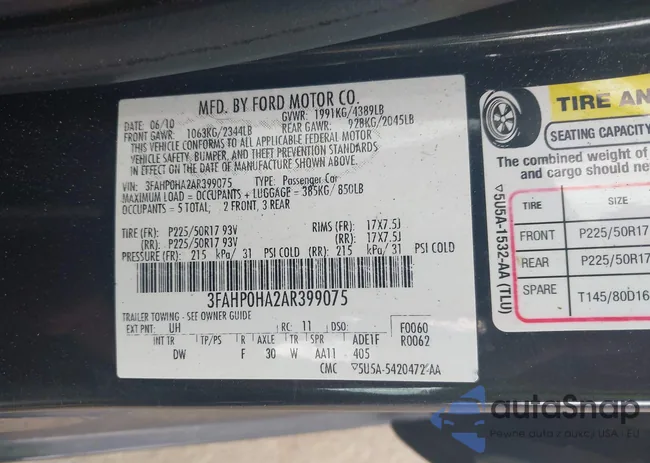 MFD. BY FORD MOTOR CO.
DATE: 06/10 GVWR: 1991KG/4389LB
FRONT GAWR: 1063KG/2344LB REAR GAWR: 928KG/2045LB
THIS VEHICLE CONFORMS TO ALL APPLICABLE FEDERAL MOTOR
VEHICLE SAFETY, BUMPER, AND THEFT PREVENTION STANDARDS
IN EFFECT ON THE DATE OF MANUFACTURE SHOWN ABOVE.
VIN: 3FAHP0HA2AR399075 TYPE: Passenger Car
MAXIMUM LOAD = OCCUPANTS + LUGGAGE = 385KG / 850LB
OCCUPANTS = 5 TOTAL, 2 FRONT, 3 REAR
TIRE (FR): P225/50R17 93V RIMS (FR): 17X7.5J
(RR): P225/50R17 93V (RR): 17X7.5J
PRESSURE (FR): 215 kPa/ 31 PSI COLD (RR): 215 kPa/ 31 PSI COLD
3FAHP0HA2AR399075
TRAILER TOWING - SEE OWNER GUIDE
EXT PNT: UH RC: 11 DSO: F0060
R0062
INT TR TP/PS R AXLE TR SPR ADE1F
DW F 30 W AA11 405
CMC ▽5U5A-5420472-AA
TIRE AN
SEATING CAPACITY
The combined weight of
and cargo should ne
TIRE SIZE
FRONT P225/50R17
REAR P225/50R17
SPARE T145/80D16
▽5U5A-1532-AA (TLU)
autoSnap
Pewne auta z aukcji USA - EU